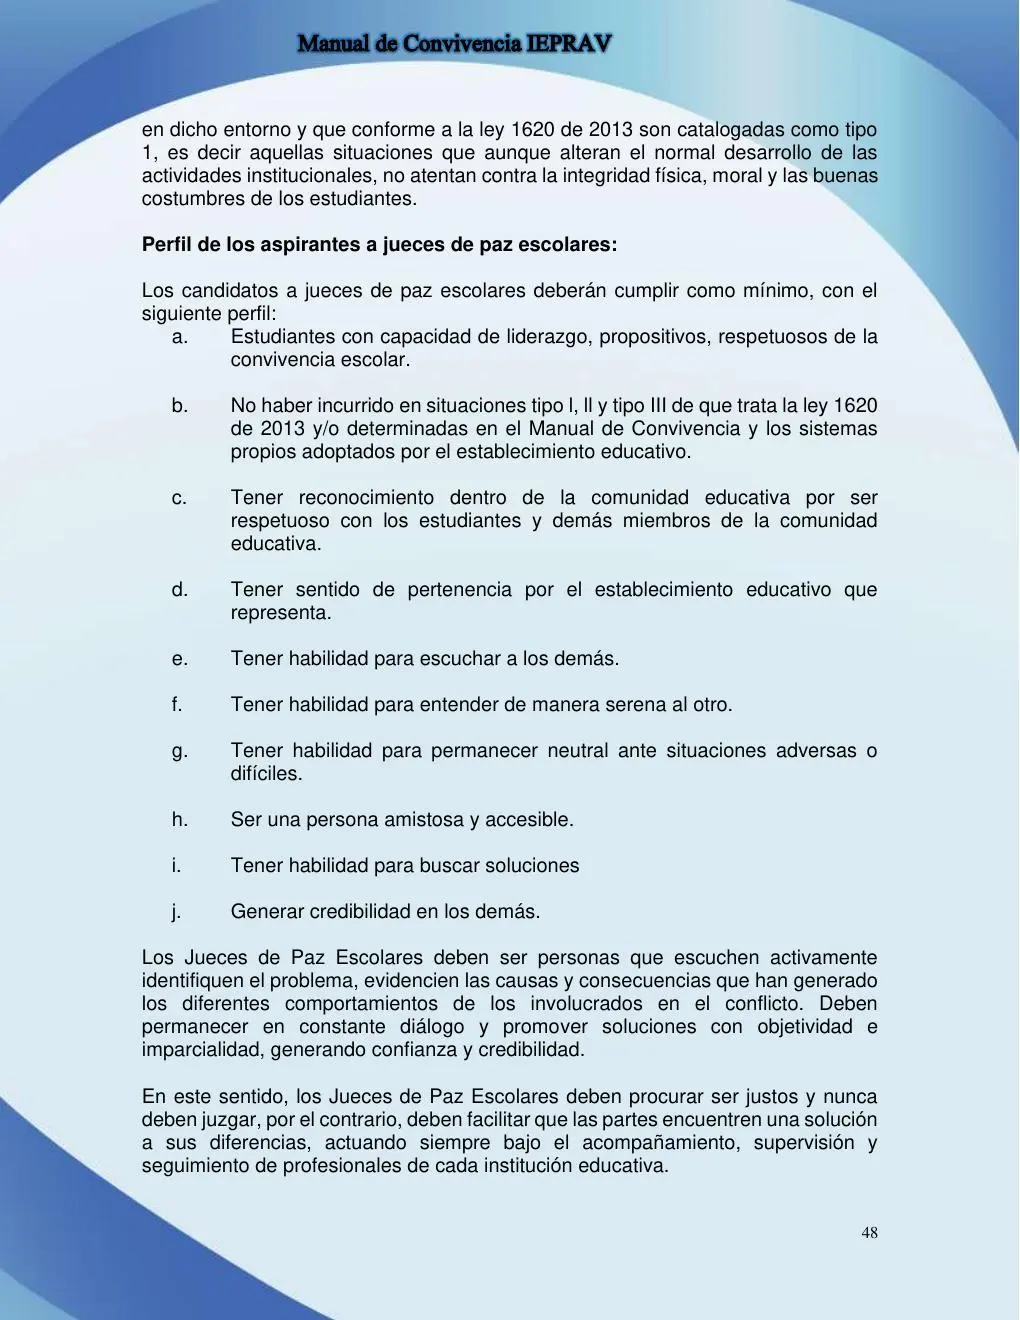 Manual de Convivencia IEPRAV
en dicho entorno y que conforme a la ley 1620 de 2013 son catalogadas como tipo
1, es decir aquellas situaciones que aunque alteran el normal desarrollo de las
actividades institucionales, no atentan contra la integridad física, moral y las buenas
costumbres de los estudiantes.
Perfil de los aspirantes a jueces de paz escolares:
Los candidatos a jueces de paz escolares deberán cumplir como mínimo, con el
siguiente perfil:
a. Estudiantes con capacidad de liderazgo, propositivos, respetuosos de la
convivencia escolar.
b. No haber incurrido en situaciones tipo l, ll y tipo III de que trata la ley 1620
de 2013 y/o determinadas en el Manual de Convivencia y los sistemas
propios adoptados por el establecimiento educativo.
c. Tener reconocimiento dentro de la comunidad educativa por ser
respetuoso con los estudiantes y demás miembros de la comunidad
educativa.
d. Tener sentido de pertenencia por el establecimiento educativo que
representa.
e. Tener habilidad para escuchar a los demás.
f. Tener habilidad para entender de manera serena al otro.
g. Tener habilidad para permanecer neutral ante situaciones adversas o
difíciles.
h. Ser una persona amistosa y accesible.
i. Tener habilidad para buscar soluciones
j. Generar credibilidad en los demás.
Los Jueces de Paz Escolares deben ser personas que escuchen activamente
identifiquen el problema, evidencien las causas y consecuencias que han generado
los diferentes comportamientos de los involucrados en el conflicto. Deben
permanecer en constante diálogo y promover soluciones con objetividad e
imparcialidad, generando confianza y credibilidad.
En este sentido, los Jueces de Paz Escolares deben procurar ser justos y nunca
deben juzgar, por el contrario, deben facilitar que las partes encuentren una solución
a sus diferencias, actuando siempre bajo el acompañamiento, supervisión y
seguimiento de profesionales de cada institución educativa.
48